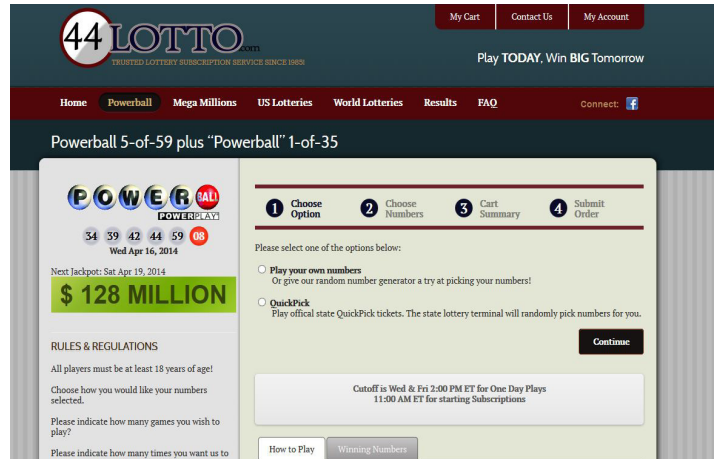 My Cart
Contact Us
My Account
44LOTTO.com
TRUSTED LOTTERY SUBSCRIPTION SERVICE SINCE 1985!
Play TODAY, Win BIG Tomorrow
Home Powerball Mega Millions US Lotteries World Lotteries Results FAQ Connect: f
Powerball 5-of-59 plus “Powerball” 1-of-35
POWERBALL
POWERPLAY
34 39 42 44 59 08
Wed Apr 16, 2014
Next Jackpot: Sat Apr 19, 2014
$ 128 MILLION
RULES & REGULATIONS
All players must be at least 18 years of age!
Choose how you would like your numbers
selected.
Please indicate how many games you wish to
play?
Please indicate how many times you want us to
1 Choose
Option
2 Choose
Numbers
3 Cart
Summary
4 Submit
Order
Please select one of the options below:
Play your own numbers
Or give our random number generator a try at picking your numbers!
QuickPick
Play offical state QuickPick tickets. The state lottery terminal will randomly pick numbers for you.
Continue
Cutoff is Wed & Fri 2:00 PM ET for One Day Plays
11:00 AM ET for starting Subscriptions
How to Play
Winning Numbers